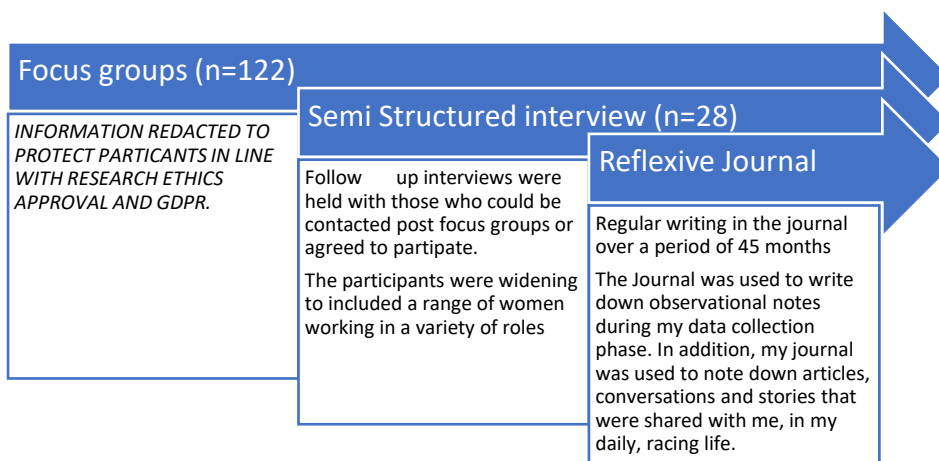 Focus groups (n=122)
INFORMATION REDACTED TO
PROTECT PARTICANTS IN LINE
WITH RESEARCH ETHICS
APPROVAL AND GDPR.
Semi Structured interview (n=28)
Follow up interviews were
held with those who could be
contacted post focus groups or
agreed to partipate.
The participants were widening
to included a range of women
working in a variety of roles
Reflexive Journal
Regular writing in the journal
over a period of 45 months
The Journal was used to write
down observational notes
during my data collection
phase. In addition, my journal
was used to note down articles,
conversations and stories that
were shared with me, in my
daily, racing life.